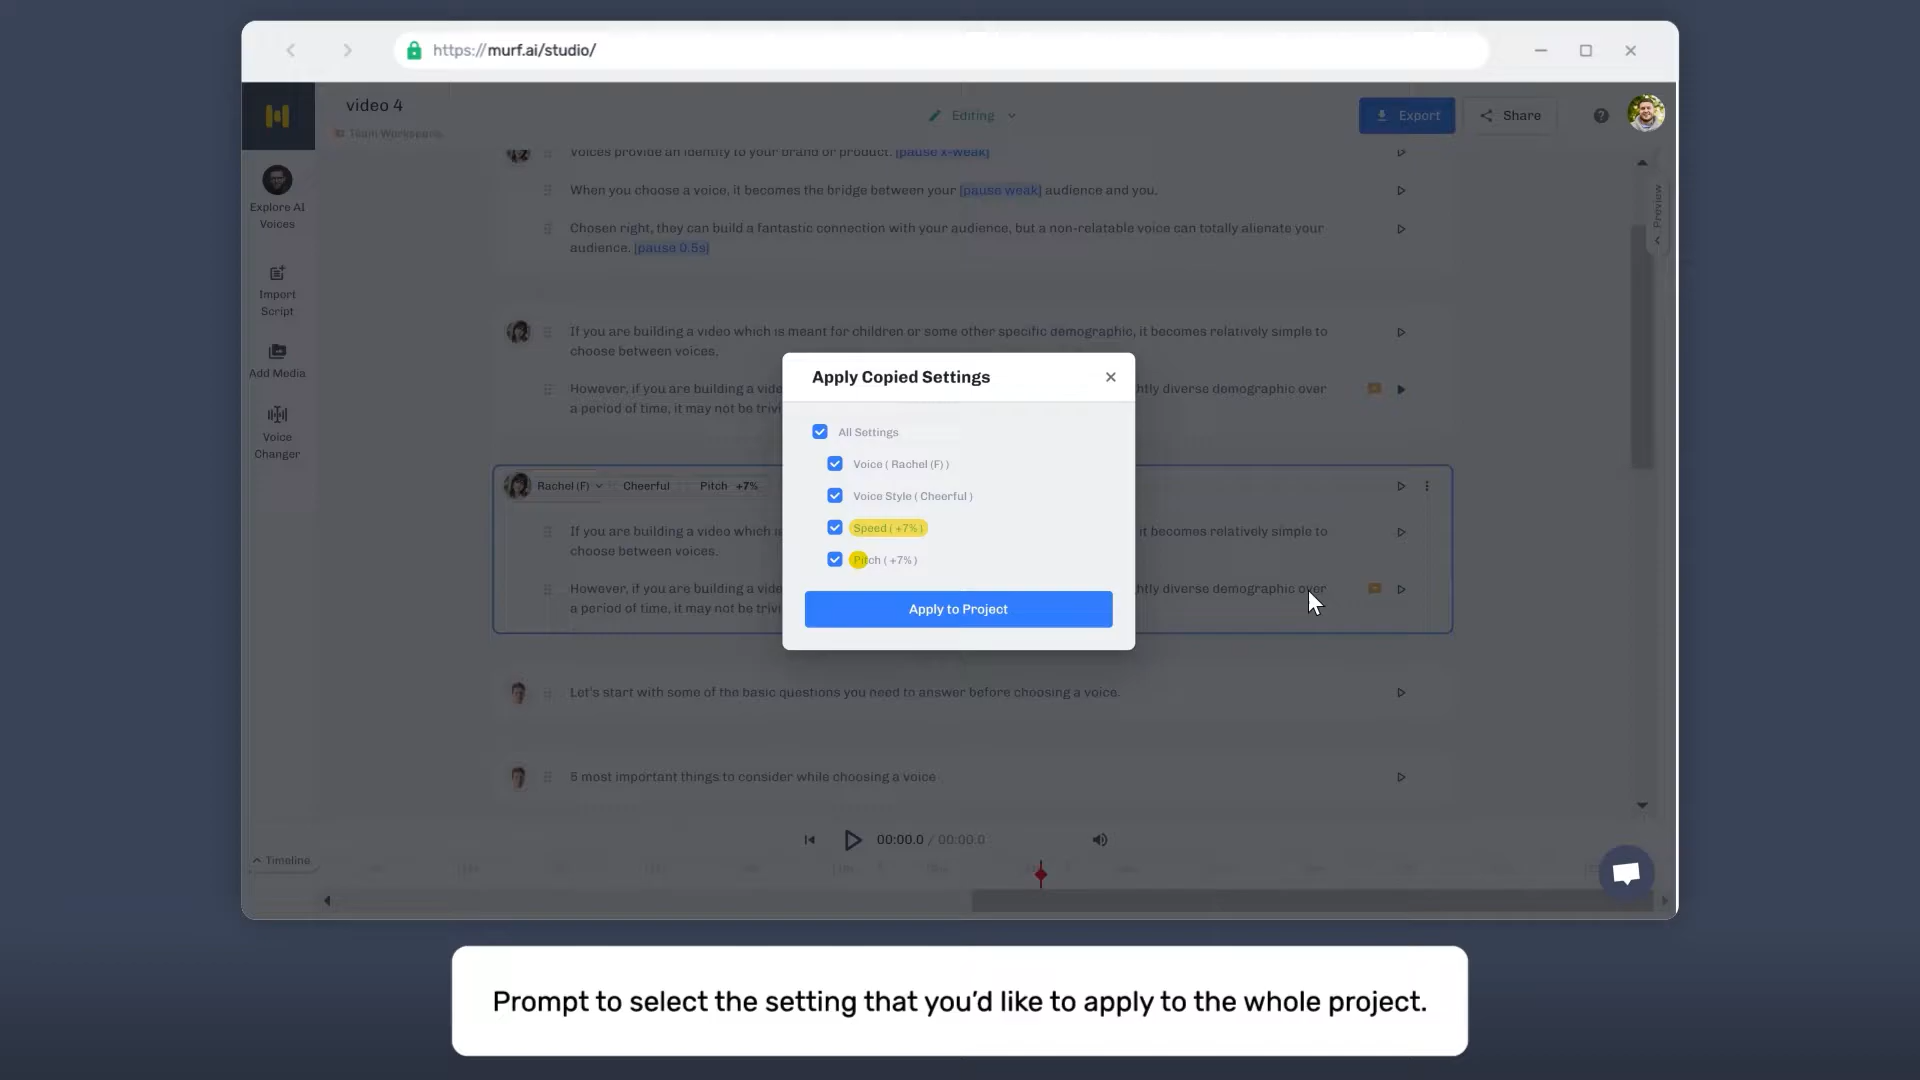 https://murf.ai/studio/
video 4
Team Workspace
Editing
Export
Share
Explore AI
Voices
Import
Script
Add Media
Voice
Changer
Preview
Voices provide an identity to your brand or product. [pause x-weak]
When you choose a voice, it becomes the bridge between your [pause weak] audience and you.
Chosen right, they can build a fantastic connection with your audience, but a non-relatable voice can totally alienate your
audience. [pause 0.5s]
If you are building a video which is meant for children or some other specific demographic, it becomes relatively simple to
choose between voices.
However, if you are building a vide
htly diverse demographic over
a period of time, it may not be trivi
Apply Copied Settings
All Settings
Voice ( Rachel (F) )
Voice Style ( Cheerful )
Speed ( +7% )
Pitch ( +7% )
Apply to Project
Rachel (F)
Cheerful
Pitch +7%
If you are building a video which is
it becomes relatively simple to
choose between voices.
However, if you are building a vide
htly diverse demographic over
a period of time, it may not be trivi
Let's start with some of the basic questions you need to answer before choosing a voice.
5 most important things to consider while choosing a voice
00:00.0 / 00:00.0
Timeline
Prompt to select the setting that you'd like to apply to the whole project.